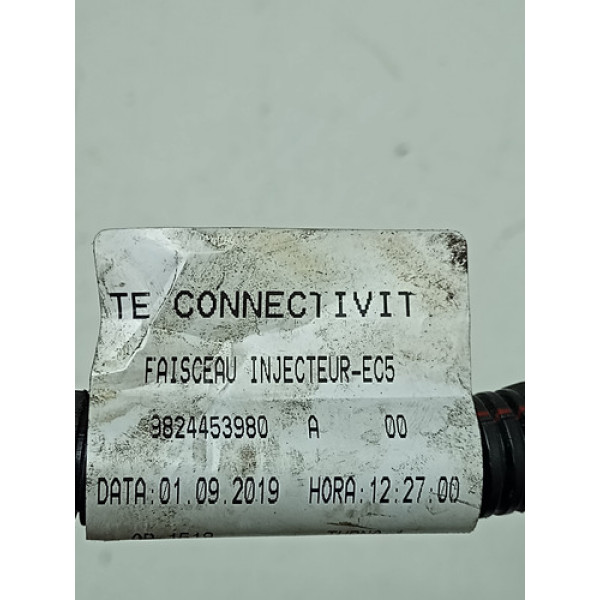 TE CONNECTIVIT
FAISCEAU INJECTEUR-EC5
9824453980 A 00
DATA:01.09.2019 HORA:12:27:00